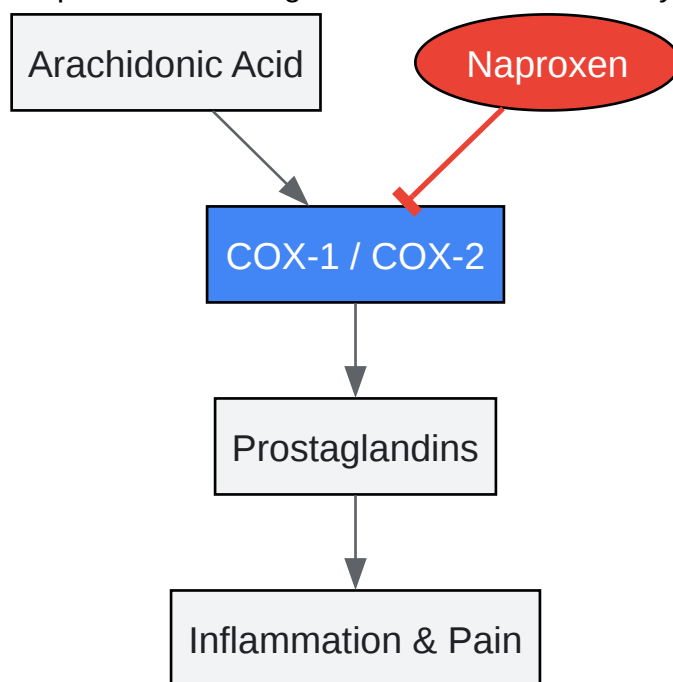 Arachidonic Acid
Naproxen
COX-1 / COX-2
Prostaglandins
Inflammation & Pain